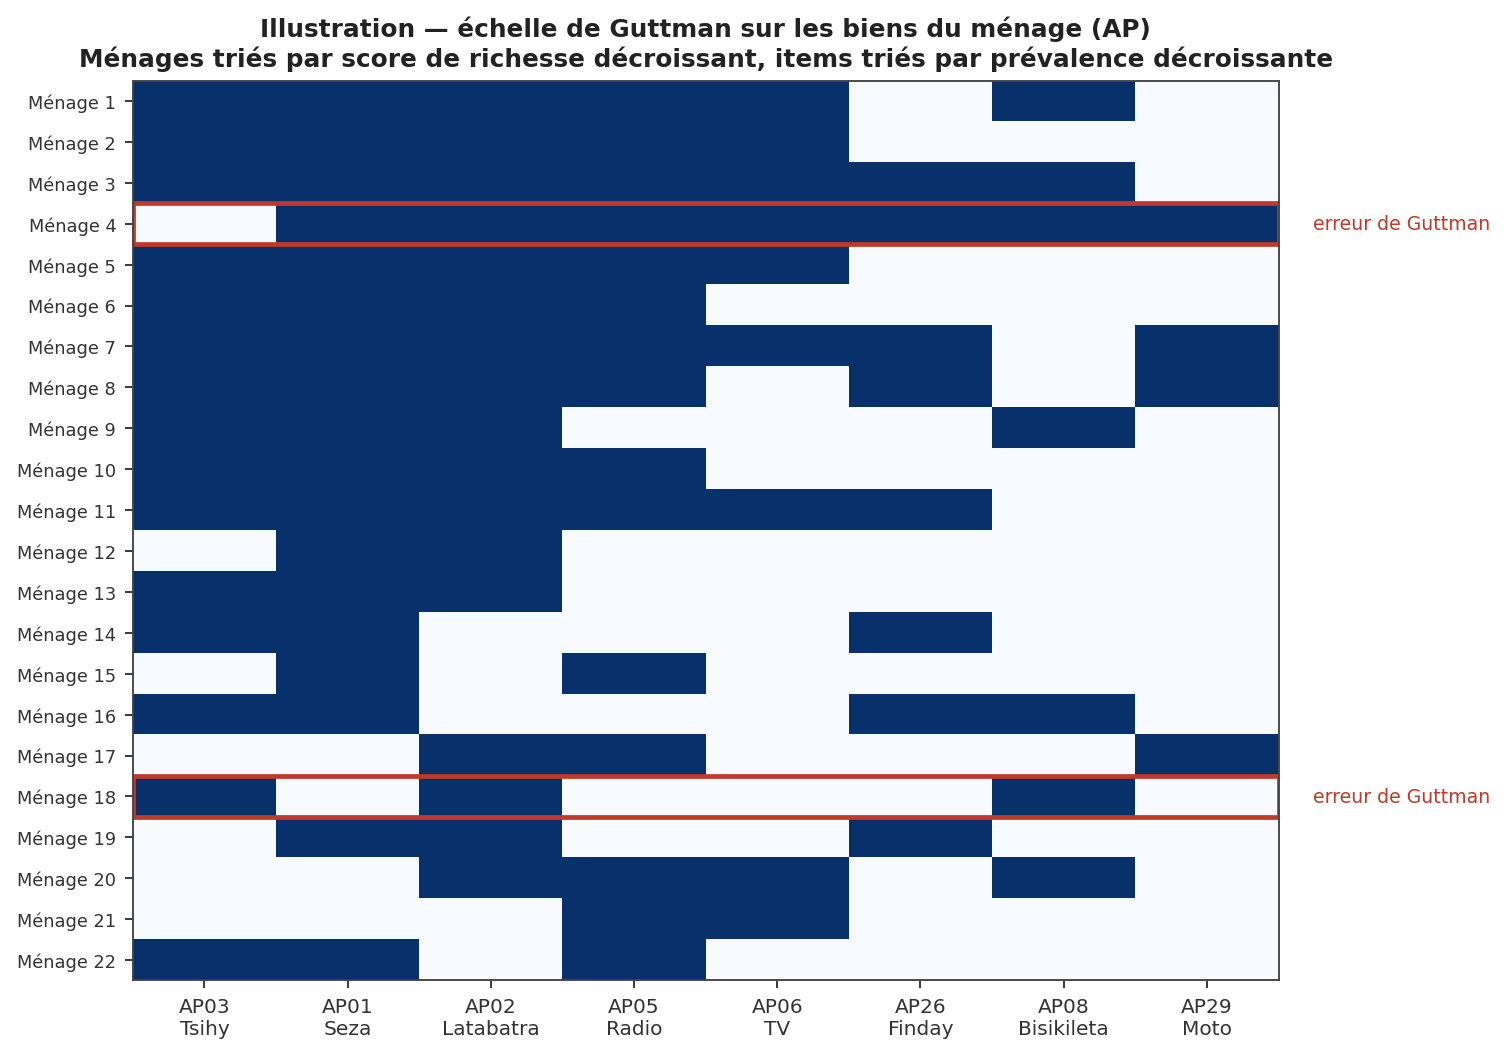 Illustration — échelle de Guttman sur les biens du ménage (AP)
Ménages triés par score de richesse décroissant, items triés par prévalence décroissante
Ménage 1
Ménage 2
Ménage 3
Ménage 4
erreur de Guttman
Ménage 5
Ménage 6
Ménage 7
Ménage 8
Ménage 9
Ménage 10
Ménage 11
Ménage 12
Ménage 13
Ménage 14
Ménage 15
Ménage 16
Ménage 17
Ménage 18
erreur de Guttman
Ménage 19
Ménage 20
Ménage 21
Ménage 22
AP03 AP01 AP02 AP05 AP06 AP26 AP08 AP29
Tsihy Seza Latabatra Radio TV Finday Bisikileta Moto